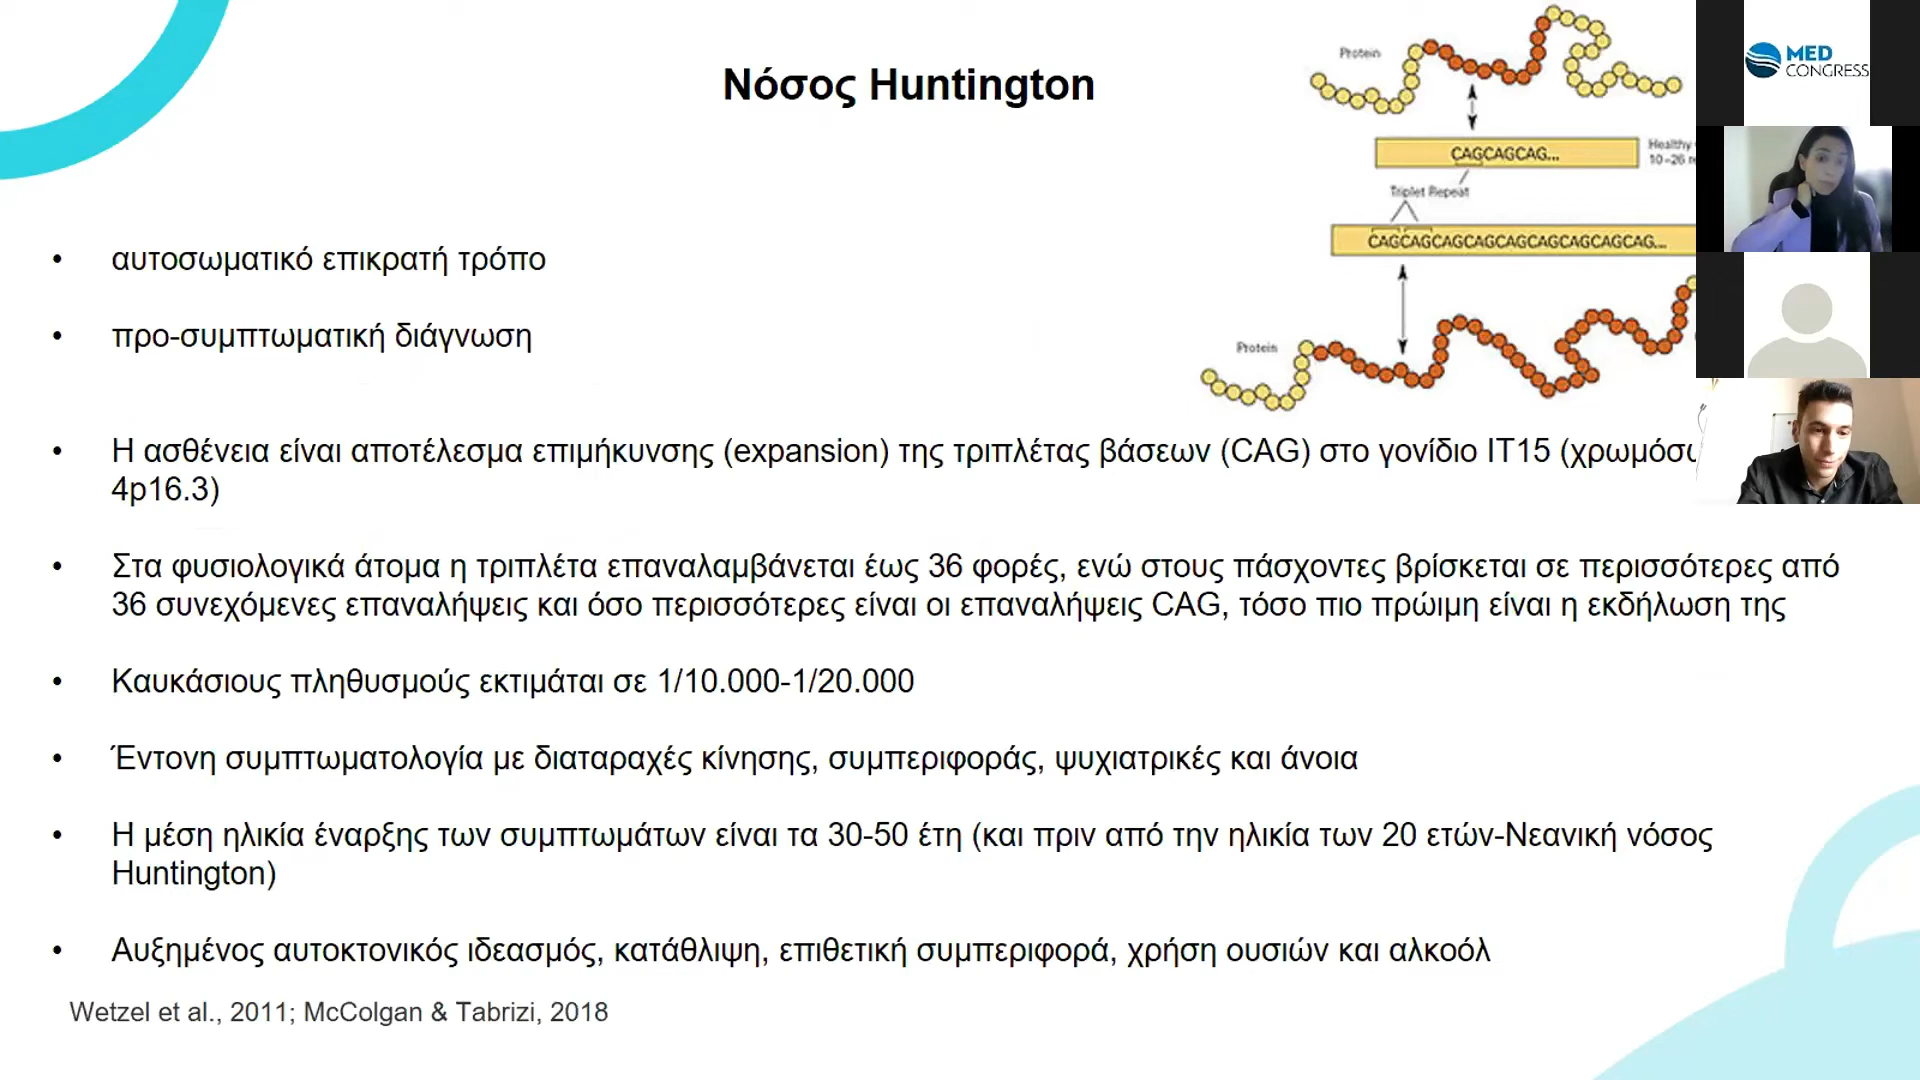 Νόσος Huntington
Protein
CAGCAGCAG...
Healthy
10-26
Triplet Repeat
CAGCAGCAGCAGCAGCAGCAGCAGCAG...
Protein
MED
CONGRESS
• αυτοσωματικό επικρατή τρόπο
• προ-συμπτωματική διάγνωση
• Η ασθένεια είναι αποτέλεσμα επιμήκυνσης (expansion) της τριπλέτας βάσεων (CAG) στο γονίδιο IT15
4p16.3)
• Στα φυσιολογικά άτομα η τριπλέτα επαναλαμβάνεται έως 36 φορές, ενώ στους πάσχοντες βρίσκεται σε περισσότερες από
36 συνεχόμενες επαναλήψεις και όσο περισσότερες είναι οι επαναλήψεις CAG, τόσο πιο πρώιμη είναι η εκδήλωση της
• Καυκάσιους πληθυσμούς εκτιμάται σε 1/10.000-1/20.000
• Έντονη συμπτωματολογία με διαταραχές κίνησης, συμπεριφοράς, ψυχιατρικές και άνοια
• Η μέση ηλικία έναρξης των συμπτωμάτων είναι τα 30-50 έτη (και πριν από την ηλικία των 20 ετών-Νεανική νόσος
Huntington)
• Αυξημένος αυτοκτονικός ιδεασμός, κατάθλιψη, επιθετική συμπεριφορά, χρήση ουσιών και αλκοόλ
Wetzel et al., 2011; McColgan & Tabrizi, 2018